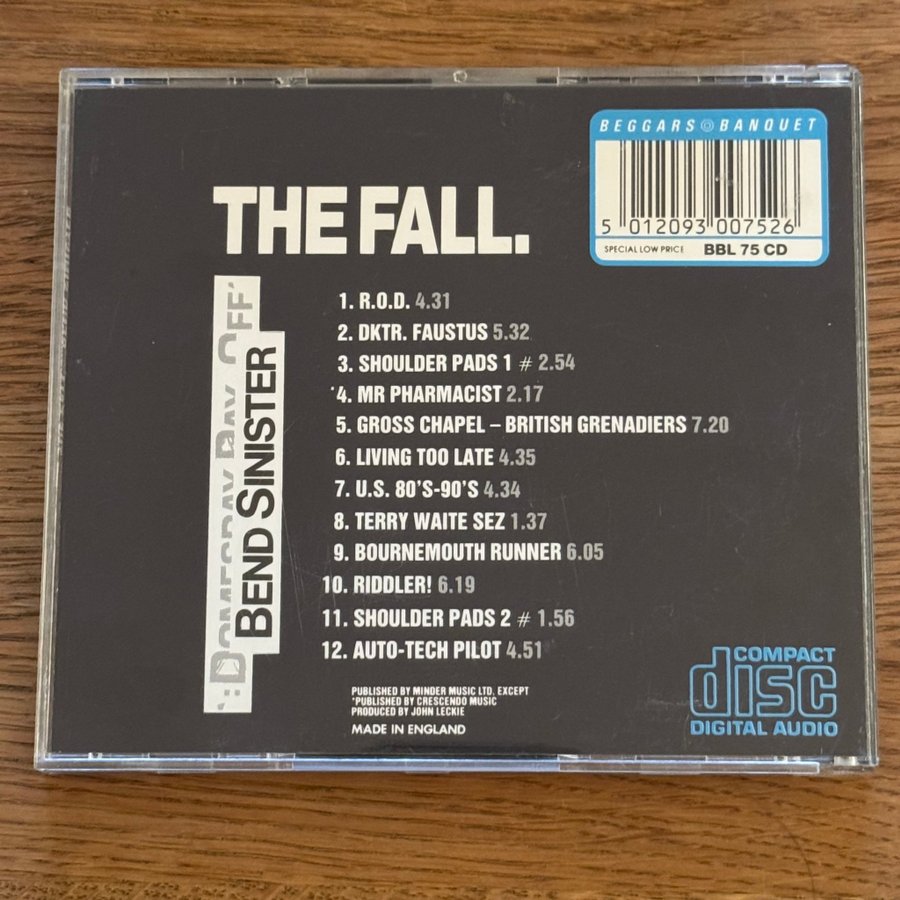 BEGGARS BANQUET
5 012093 007526
SPECIAL LOW PRICE BBL 75 CD
THE FALL.
':DOMESDAY PAY-OFF'
BEND SINISTER
1. R.O.D. 4.31
2. DKTR. FAUSTUS 5.32
3. SHOULDER PADS 1 # 2.54
*4. MR PHARMACIST 2.17
5. GROSS CHAPEL – BRITISH GRENADIERS 7.20
6. LIVING TOO LATE 4.35
7. U.S. 80'S-90'S 4.34
8. TERRY WAITE SEZ 1.37
9. BOURNEMOUTH RUNNER 6.05
10. RIDDLER! 6.19
11. SHOULDER PADS 2 # 1.56
12. AUTO-TECH PILOT 4.51
PUBLISHED BY MINDER MUSIC LTD, EXCEPT
*PUBLISHED BY CRESCENDO MUSIC
PRODUCED BY JOHN LECKIE
MADE IN ENGLAND
COMPACT
disc
DIGITAL AUDIO